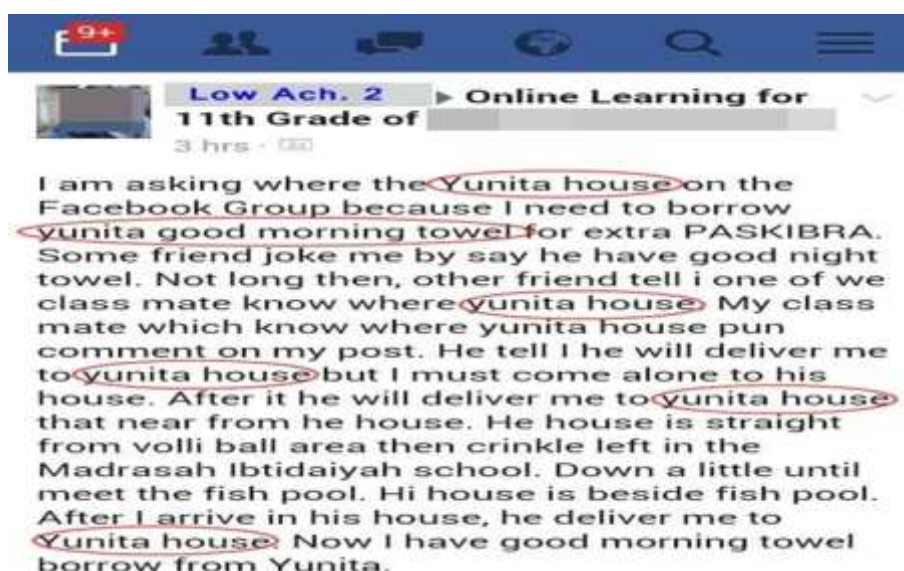 9+
Low Ach. 2 ▸ Online Learning for
11th Grade of
3 hrs ·
I am asking where the Yunita house on the
Facebook Group because I need to borrow
yunita good morning towel for extra PASKIBRA.
Some friend joke me by say he have good night
towel. Not long then, other friend tell i one of we
class mate know where yunita house. My class
mate which know where yunita house pun
comment on my post. He tell I he will deliver me
to yunita house but I must come alone to his
house. After it he will deliver me to yunita house
that near from he house. He house is straight
from volli ball area then crinkle left in the
Madrasah Ibtidaiyah school. Down a little until
meet the fish pool. Hi house is beside fish pool.
After I arrive in his house, he deliver me to
Yunita house. Now I have good morning towel
borrow from Yunita.